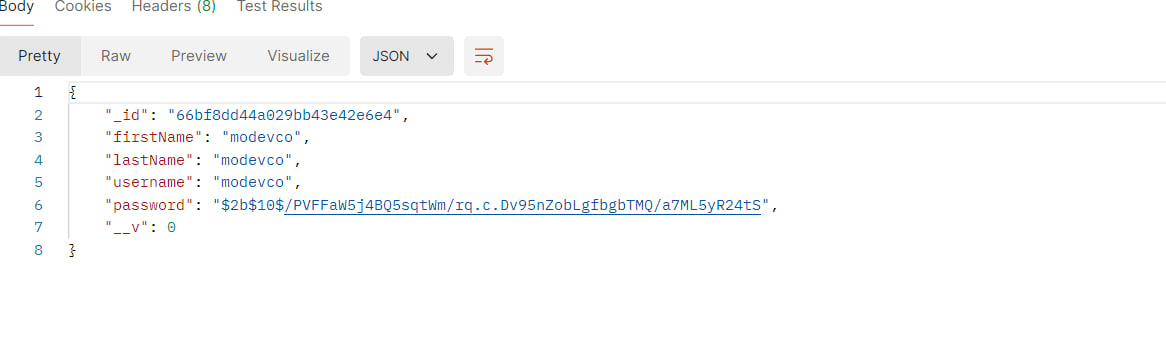 Body Cookies Headers (8) Test Results
Pretty Raw Preview Visualize JSON
1 {
2 "_id": "66bf8dd44a029bb43e42e6e4",
3 "firstName": "modevco",
4 "lastName": "modevco",
5 "username": "modevco",
6 "password": "$2b$10$/PVFFaW5j4BQ5sqtWm/rq.c.Dv95nZobLgfbgbTMQ/a7ML5yR24tS",
7 "__v": 0
8 }